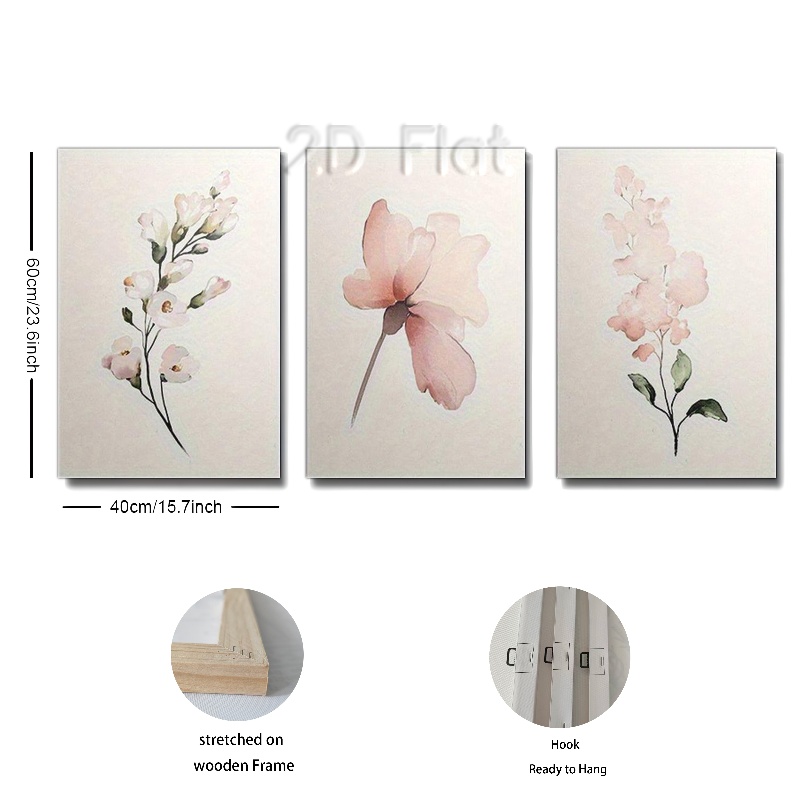 2D Flat
60cm/23.6inch
40cm/15.7inch
stretched on
wooden Frame
Hook
Ready to Hang